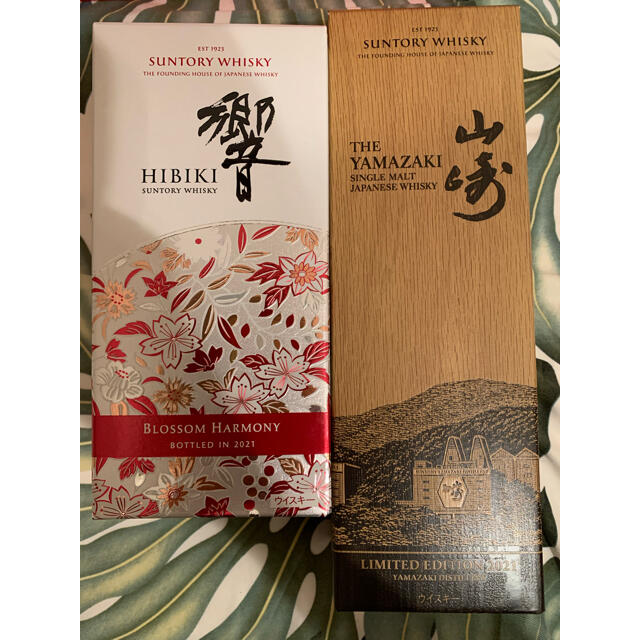 EST 1923
SUNTORY WHISKY
THE FOUNDING HOUSE OF JAPANESE WHISKY
響
HIBIKI
SUNTORY WHISKY
BLOSSOM HARMONY
BOTTLED IN 2021
ウイスキー
EST 1923
SUNTORY WHISKY
THE FOUNDING HOUSE OF JAPANESE WHISKY
山崎
THE
YAMAZAKI
SINGLE MALT
JAPANESE WHISKY
山崎
LIMITED EDITION 2021
YAMAZAKI DISTILLERY
ウイスキー